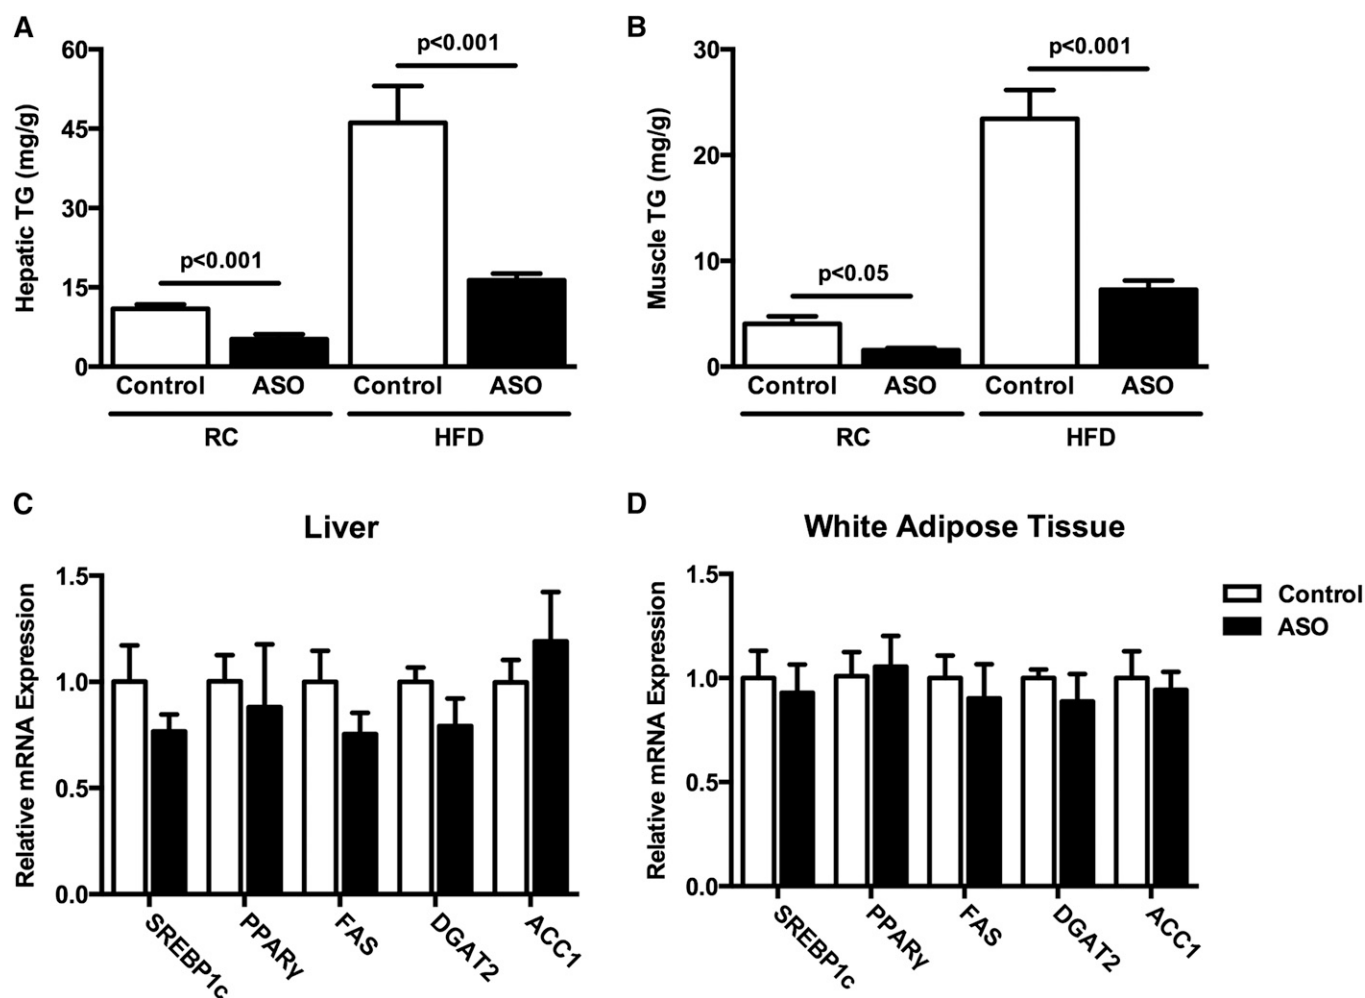 A
Hepatic TG (mg/g)
60
45
30
15
0
p<0.001
p<0.001
Control ASO Control ASO
RC HFD
B
Muscle TG (mg/g)
30
20
10
0
p<0.05
p<0.001
Control ASO Control ASO
RC HFD
C
Liver
Relative mRNA Expression
1.5
1.0
0.5
0.0
SREBP1c
PPARγ
FAS
DGAT2
ACC1
D
White Adipose Tissue
Relative mRNA Expression
1.5
1.0
0.5
0.0
SREBP1c
PPARγ
FAS
DGAT2
ACC1
Control
ASO